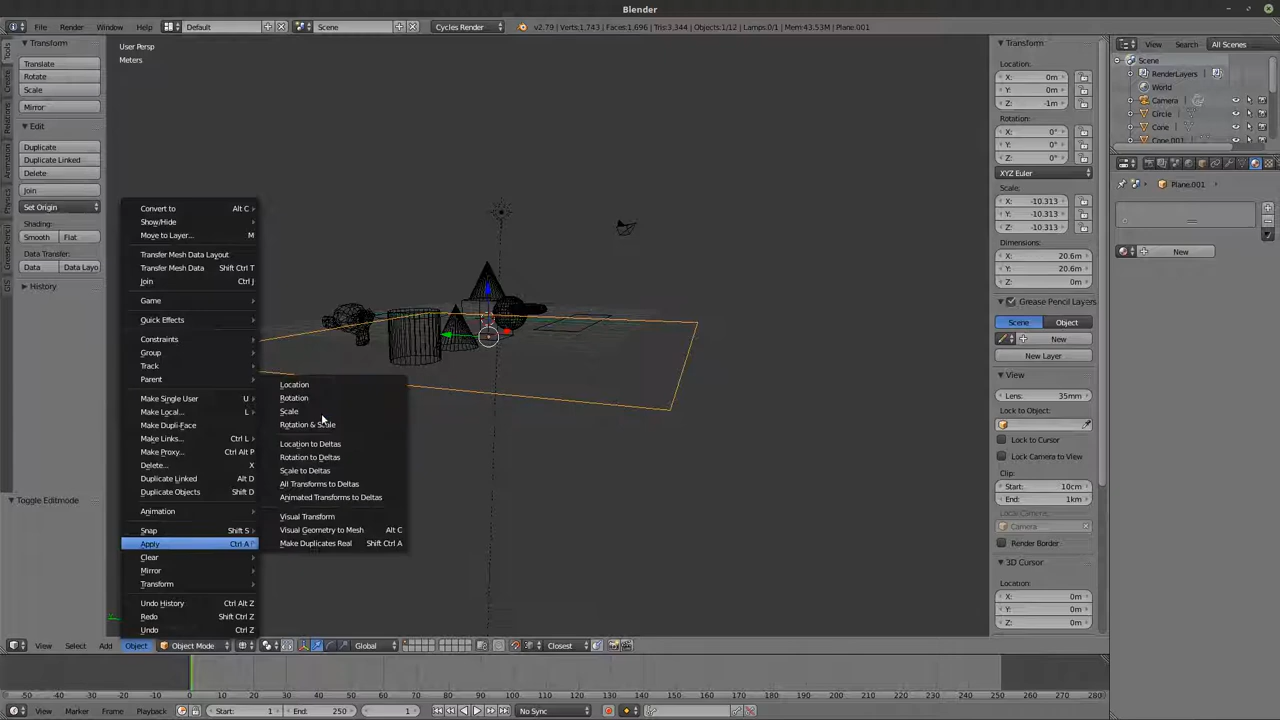 Blender
File Render Window Help Default Scene Cycles Render v2.79 | Verts:1,743 | Faces:1,696 | Tris:3,344 | Objects:1/12 | Lamps:0/1 | Mem:43.53M | Plane.001
Transform
Translate
Rotate
Scale
Mirror
Edit
Duplicate
Duplicate Linked
Delete
Join
Set Origin
Shading:
Smooth Flat
Data Transfer:
Data Data Layo
History
Toggle Editmode
Tools
Create
Relations
Animation
Physics
Grease Pencil
GIS
User Persp
Meters
Convert to Alt C
Show/Hide
Move to Layer... M
Transfer Mesh Data Layout
Transfer Mesh Data Shift Ctrl T
Join Ctrl J
Game
Quick Effects
Constraints
Group
Track
Parent
Make Single User U
Make Local... L
Make Dupli-Face
Make Links... Ctrl L
Make Proxy... Ctrl Alt P
Delete... X
Duplicate Linked Alt D
Duplicate Objects Shift D
Animation
Snap Shift S
Apply Ctrl A
Clear
Mirror
Transform
Undo History Ctrl Alt Z
Redo Shift Ctrl Z
Undo Ctrl Z
Location
Rotation
Scale
Rotation & Scale
Location to Deltas
Rotation to Deltas
Scale to Deltas
All Transforms to Deltas
Animated Transforms to Deltas
Visual Transform
Visual Geometry to Mesh Alt C
Make Duplicates Real Shift Ctrl A
Transform
Location:
X: 0m
Y: 0m
Z: -1m
Rotation:
X: 0°
Y: 0°
Z: 0°
XYZ Euler
Scale:
X: -10.313
Y: -10.313
Z: -10.313
Dimensions:
X: 20.6m
Y: 20.6m
Z: 0m
Grease Pencil Layers
Scene Object
New
New Layer
View
Lens: 35mm
Lock to Object:
Lock to Cursor
Lock Camera to View
Clip:
Start: 10cm
End: 1km
Local Camera:
Camera
Render Border
3D Cursor
Location:
X: 0m
Y: 0m
Z: 0m
View Search All Scenes
Scene
RenderLayers
World
Camera
Circle
Cone
Cone.001
Plane.001
New
View Select Add Object Object Mode Global Closest
-10 0 10 20 30 40 50 60 70 80 90 100 110 120 130 140 150 160 170 180 190 200 210 220 230 240 250 260 270 280
View Marker Frame Playback Start: 1 End: 250 1 No Sync